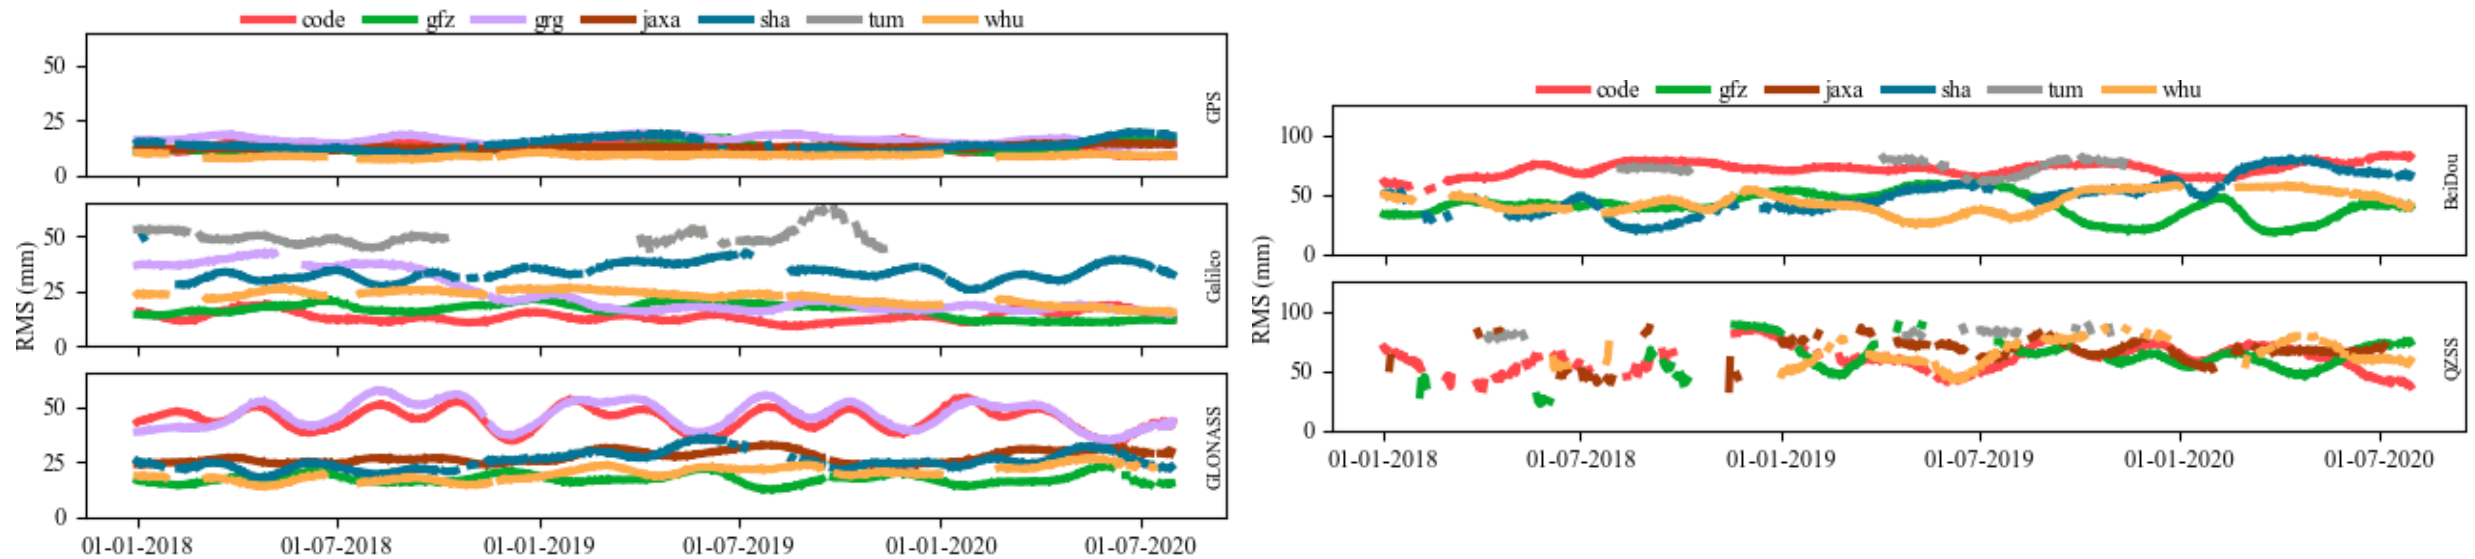 code gfz grg jaxa sha tum whu
50
25
0
GPS
50
25
0
Galileo
RMS (mm)
50
25
0
GLONASS
01-01-2018 01-07-2018 01-01-2019 01-07-2019 01-01-2020 01-07-2020
code gfz jaxa sha tum whu
100
50
0
BeiDou
RMS (mm)
100
50
0
QZSS
01-01-2018 01-07-2018 01-01-2019 01-07-2019 01-01-2020 01-07-2020